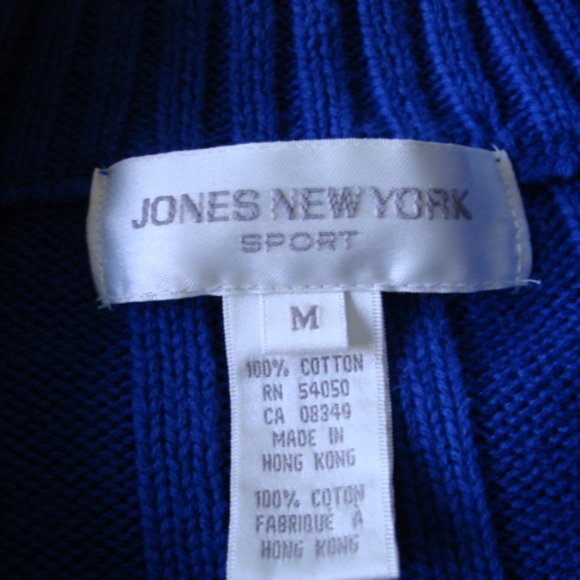 JONES NEW YORK
SPORT
M
100% COTTON
RN 54050
CA 08349
MADE IN
HONG KONG
100% COTON
FABRIQUÉ À
HONG KONG